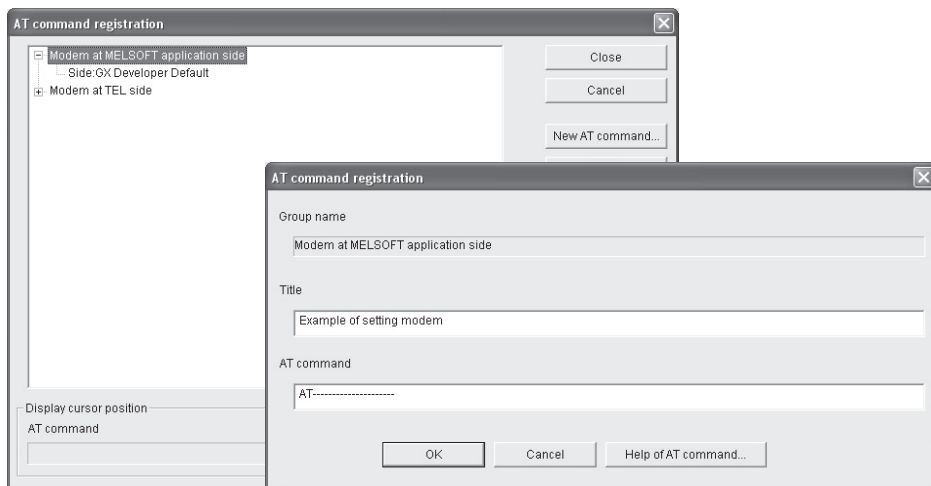 AT command registration
Modem at MELSOFT application side
Side:GX Developer Default
Modem at TEL side
Close
Cancel
New AT command...
Display cursor position
AT command
AT command registration
Group name
Modem at MELSOFT application side
Title
Example of setting modem
AT command
AT---------------------
OK
Cancel
Help of AT command...